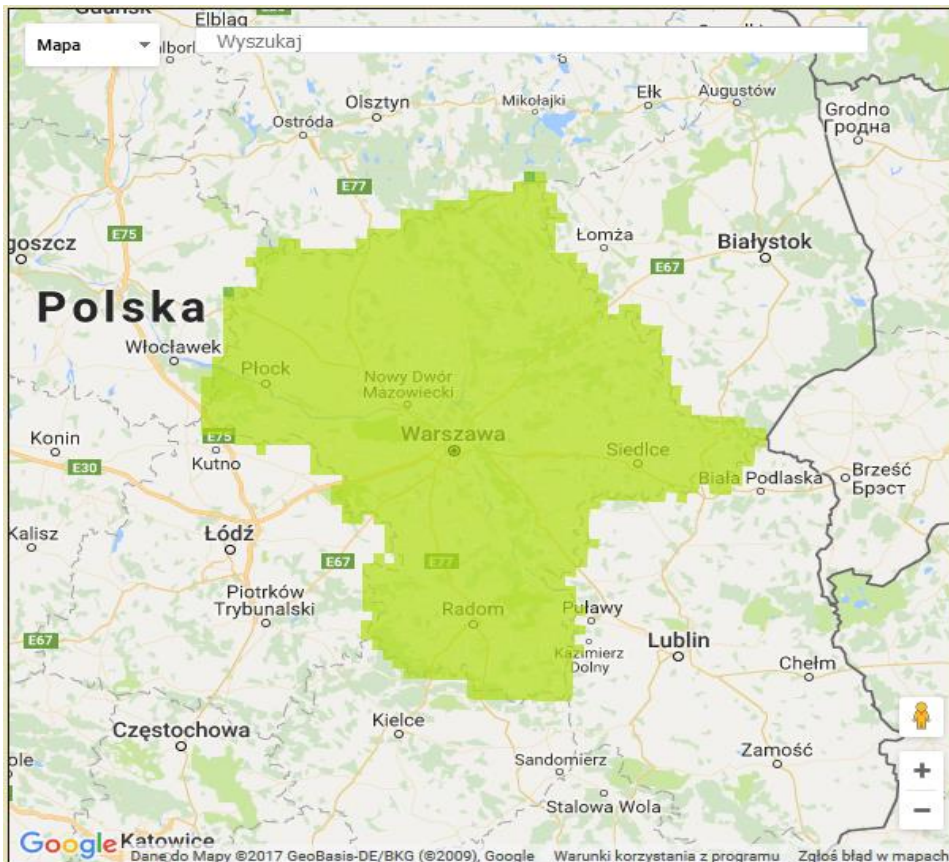 Gdańsk
Elbląg
Mapa
Wyszukaj
Olsztyn
Mikołajki
Ełk
Augustów
Ostróda
Grodno
Гродна
E77
E75
Łomża
Białystok
E67
Polska
Włocławek
Płock
Nowy Dwór
Mazowiecki
Konin
E75
Warszawa
Kutno
Siedlce
E30
Biała Podlaska
Brześć
Брэст
Kalisz
Łódź
E67
E77
Piotrków
Trybunalski
Radom
Puławy
E67
Kazimierz
Dolny
Lublin
Chełm
Częstochowa
Kielce
Zamość
Sandomierz
Stalowa Wola
Google
Katowice
Dane do Mapy ©2017 GeoBasis-DE/BKG (©2009), Google
Warunki korzystania z programu
Zgłoś błąd w mapach